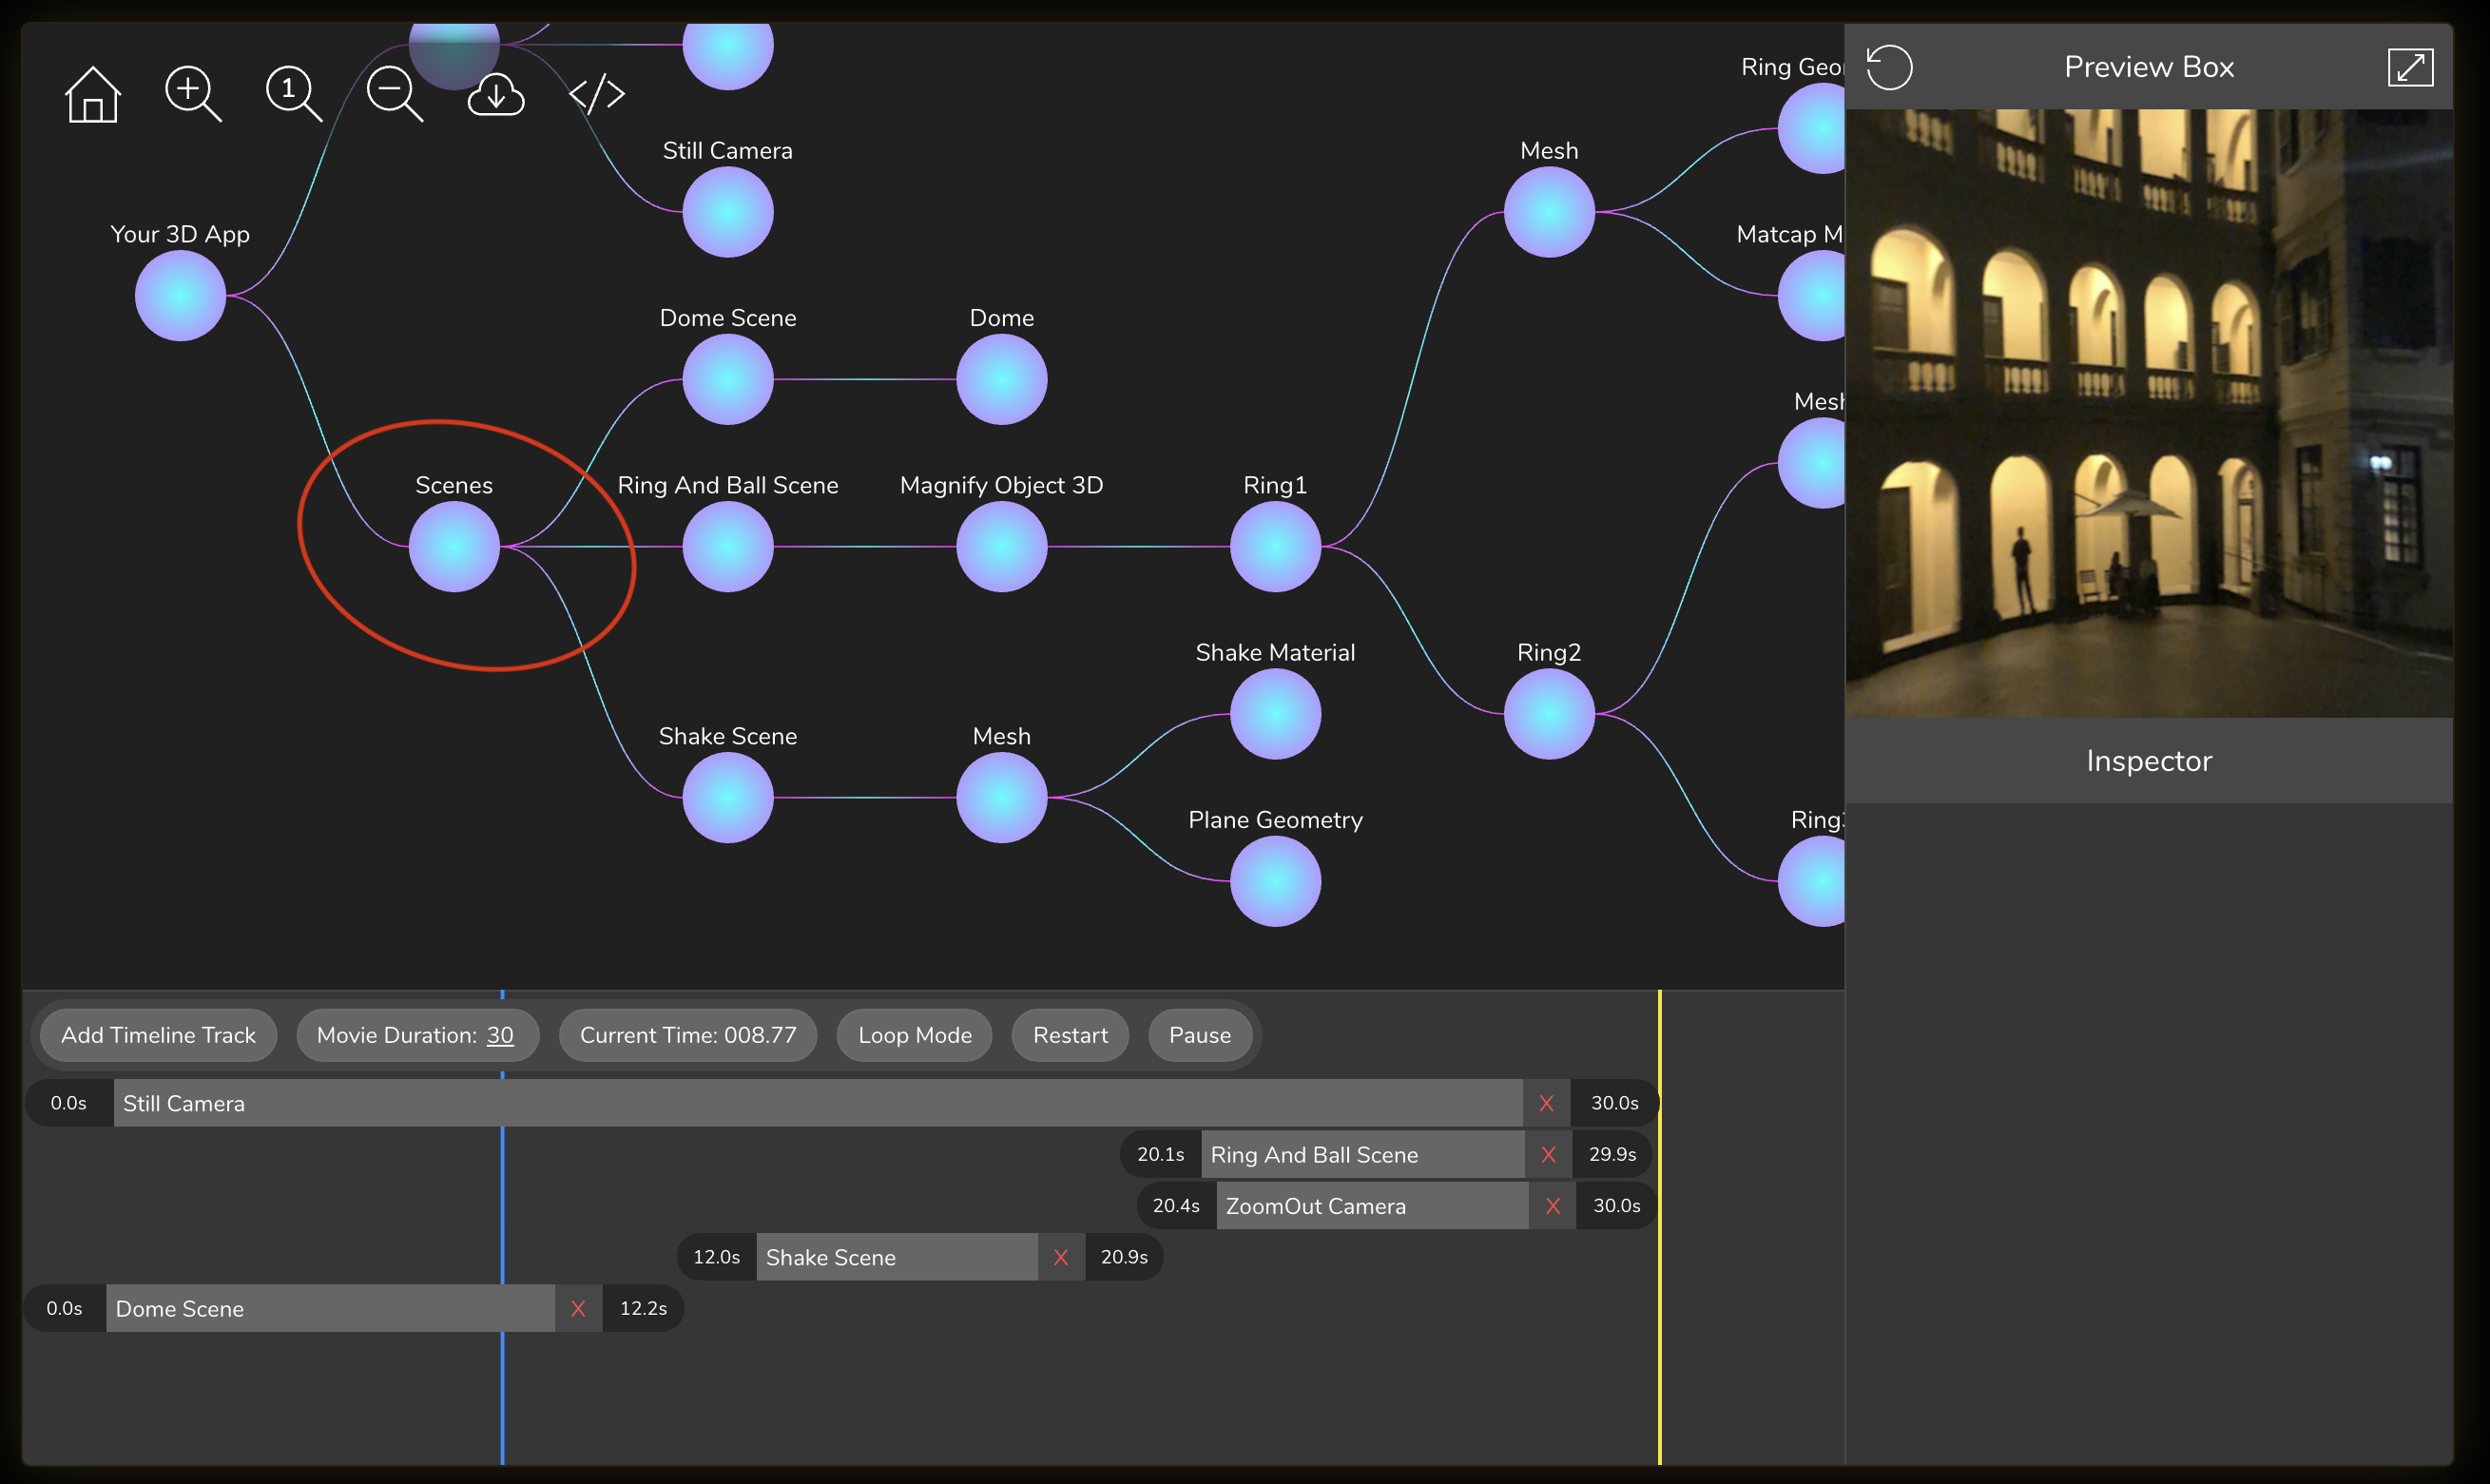 Preview Box
1
Ring Geo
Still Camera
Mesh
Your 3D App
Matcap M
Dome Scene
Dome
Mesh
Scenes
Ring And Ball Scene
Magnify Object 3D
Ring1
Shake Material
Ring2
Shake Scene
Mesh
Inspector
Plane Geometry
Ring
Add Timeline Track
Movie Duration: 30
Current Time: 008.77
Loop Mode
Restart
Pause
0.0s Still Camera X 30.0s
20.1s Ring And Ball Scene X 29.9s
20.4s ZoomOut Camera X 30.0s
12.0s Shake Scene X 20.9s
0.0s Dome Scene X 12.2s